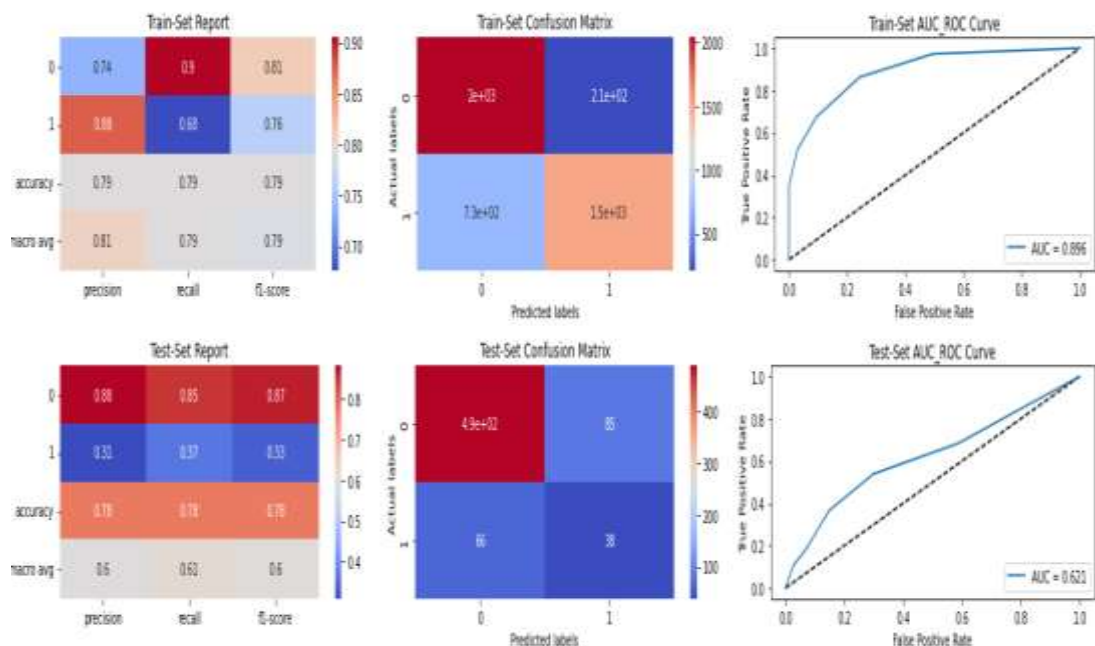 Train-Set Report
0 0.74 0.9 0.81
1 0.88 0.68 0.76
accuracy 0.79 0.79 0.79
macro avg 0.81 0.79 0.79
precision recall f1-score
0.90
0.85
0.80
0.75
0.70
Train-Set Confusion Matrix
Actual labels
0 2e+03 2.1e+02
1 7.3e+02 1.5e+03
0 1
Predicted labels
2000
1500
1000
500
Train-Set AUC_ROC Curve
True Positive Rate
1.0
0.8
0.6
0.4
0.2
0.0
AUC = 0.896
0.0 0.2 0.4 0.6 0.8 1.0
False Positive Rate
Test-Set Report
0 0.88 0.85 0.87
1 0.31 0.37 0.33
accuracy 0.78 0.78 0.78
macro avg 0.6 0.61 0.6
precision recall f1-score
0.8
0.7
0.6
0.5
0.4
Test-Set Confusion Matrix
Actual labels
0 4.9e+02 85
1 66 38
0 1
Predicted labels
400
300
200
100
Test-Set AUC_ROC Curve
True Positive Rate
1.0
0.8
0.6
0.4
0.2
0.0
AUC = 0.621
0.0 0.2 0.4 0.6 0.8 1.0
False Positive Rate